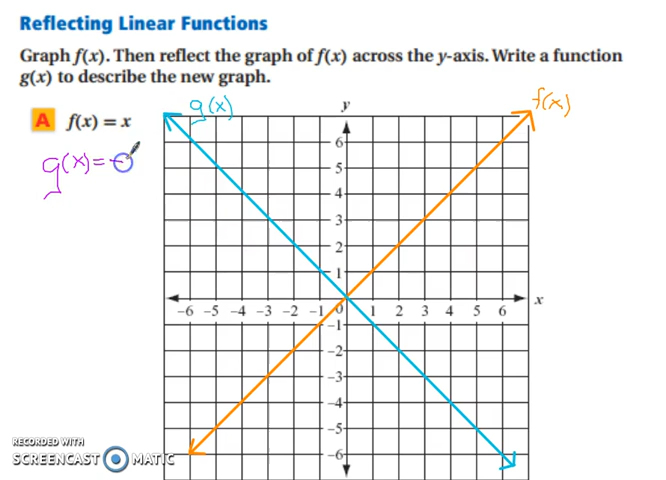 Reflecting Linear Functions
Graph f(x). Then reflect the graph of f(x) across the y-axis. Write a function
g(x) to describe the new graph.
g(x)
y
f(x)
A f(x) = x
g(x) = -
6
5
4
3
2
1
x
-6 -5 -4 -3 -2 -1 0 1 2 3 4 5 6
-1
-2
-3
-4
-5
-6
RECORDED WITH
SCREENCAST MATIC